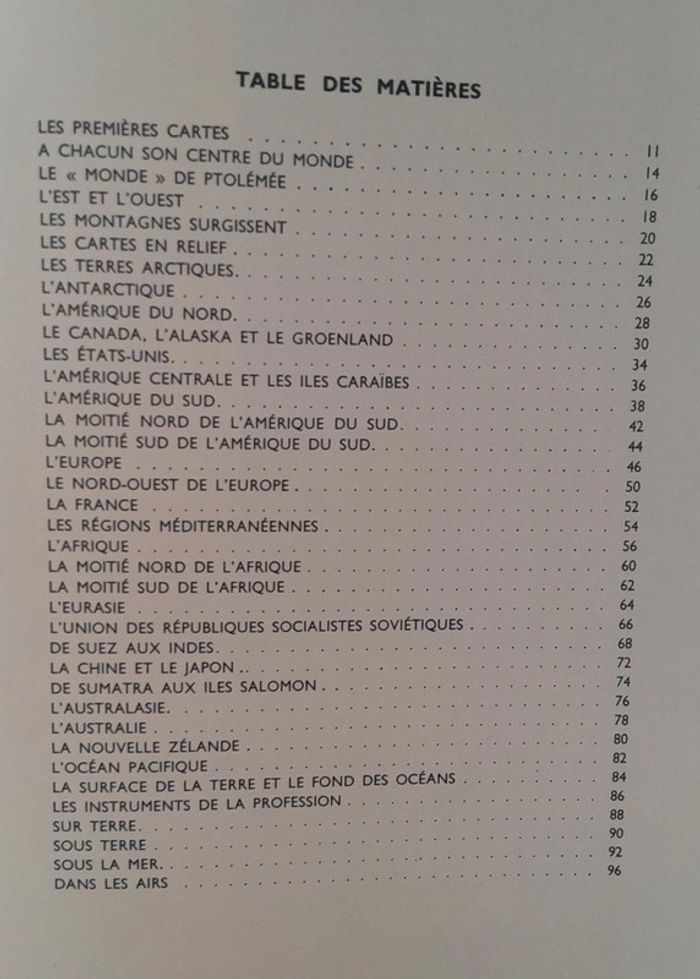 TABLE DES MATIÈRES
LES PREMIÈRES CARTES . . . . . 11
A CHACUN SON CENTRE DU MONDE . . . . . 14
LE « MONDE » DE PTOLÉMÉE . . . . . 16
L'EST ET L'OUEST . . . . . 18
LES MONTAGNES SURGISSENT . . . . . 20
LES CARTES EN RELIEF . . . . . 22
LES TERRES ARCTIQUES . . . . . 24
L'ANTARCTIQUE . . . . . 26
L'AMÉRIQUE DU NORD . . . . . 28
LE CANADA, L'ALASKA ET LE GROENLAND . . . . . 30
LES ÉTATS-UNIS . . . . . 34
L'AMÉRIQUE CENTRALE ET LES ILES CARAÏBES . . . . . 36
L'AMÉRIQUE DU SUD . . . . . 38
LA MOITIÉ NORD DE L'AMÉRIQUE DU SUD . . . . . 42
LA MOITIÉ SUD DE L'AMÉRIQUE DU SUD . . . . . 44
L'EUROPE . . . . . 46
LE NORD-OUEST DE L'EUROPE . . . . . 50
LA FRANCE . . . . . 52
LES RÉGIONS MÉDITERRANÉENNES . . . . . 54
L'AFRIQUE . . . . . 56
LA MOITIÉ NORD DE L'AFRIQUE . . . . . 60
LA MOITIÉ SUD DE L'AFRIQUE . . . . . 62
L'EURASIE . . . . . 64
L'UNION DES RÉPUBLIQUES SOCIALISTES SOVIÉTIQUES . . . . . 66
DE SUEZ AUX INDES . . . . . 68
LA CHINE ET LE JAPON . . . . . 72
DE SUMATRA AUX ILES SALOMON . . . . . 74
L'AUSTRALASIE . . . . . 76
L'AUSTRALIE . . . . . 78
LA NOUVELLE ZÉLANDE . . . . . 80
L'OCÉAN PACIFIQUE . . . . . 82
LA SURFACE DE LA TERRE ET LE FOND DES OCÉANS . . . . . 84
LES INSTRUMENTS DE LA PROFESSION . . . . . 86
SUR TERRE . . . . . 88
SOUS TERRE . . . . . 90
SOUS LA MER . . . . . 92
DANS LES AIRS . . . . . 96